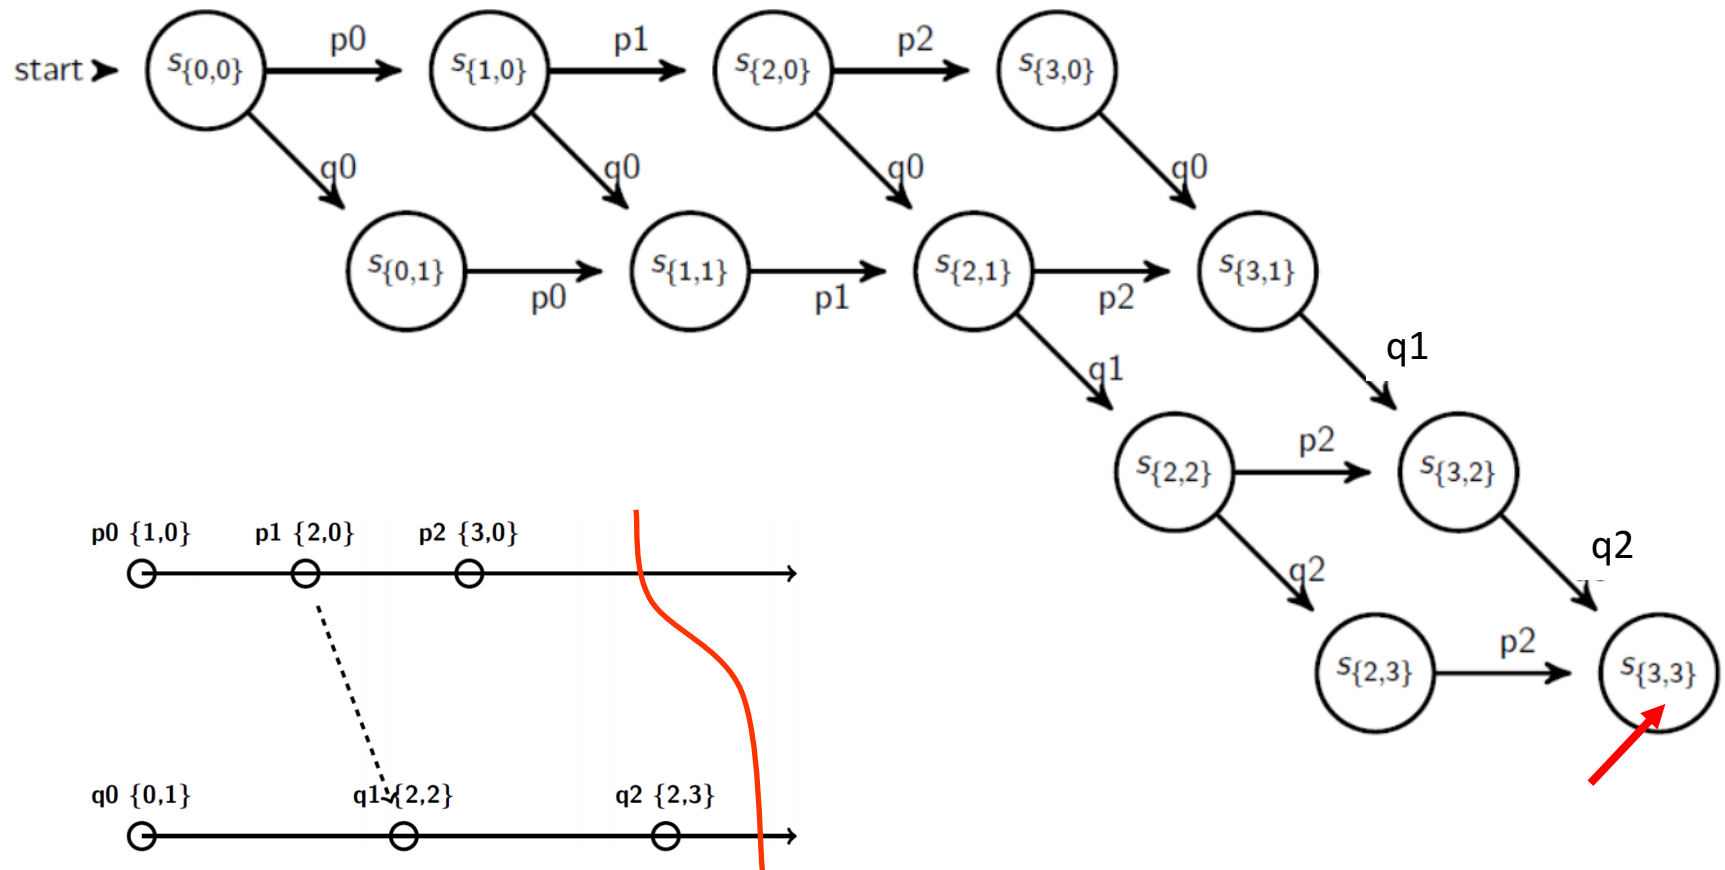 p0 p1 p2
start S{0,0} S{1,0} S{2,0} S{3,0}
q0 q0 q0 q0
S{0,1} S{1,1} S{2,1} S{3,1}
p0 p1 p2
q1 q1
p2
S{2,2} S{3,2}
p0 {1,0} p1 {2,0} p2 {3,0}
q2 q2
p2
S{2,3} S{3,3}
q0 {0,1} q1 {2,2} q2 {2,3}